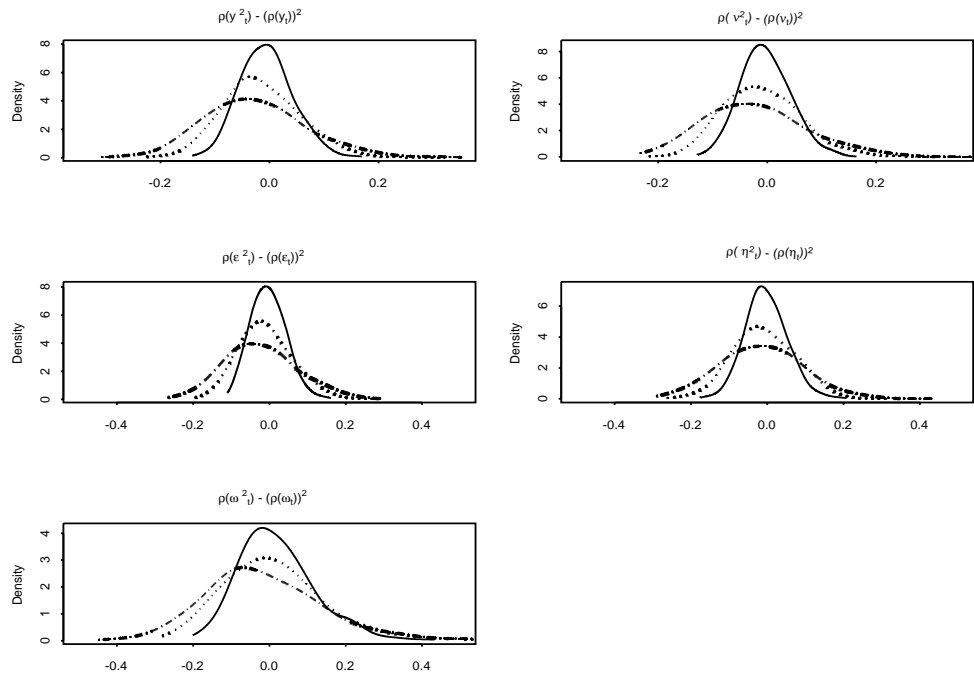 ρ(y²ₜ) - (ρ(yₜ))²
Density
0 2 4 6 8
-0.2 0.0 0.2
ρ( ν²ₜ) - (ρ(νₜ))²
Density
0 2 4 6 8
-0.2 0.0 0.2
ρ(ε²ₜ) - (ρ(εₜ))²
Density
0 2 4 6 8
-0.4 -0.2 0.0 0.2 0.4
ρ( η²ₜ) - (ρ(ηₜ))²
Density
0 2 4 6
-0.4 -0.2 0.0 0.2 0.4
ρ(ω²ₜ) - (ρ(ωₜ))²
Density
0 1 2 3 4
-0.4 -0.2 0.0 0.2 0.4